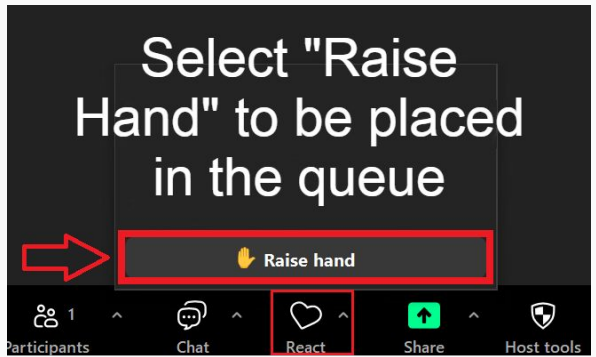 Select "Raise
Hand" to be placed
in the queue
Raise hand
1
Participants Chat React Share Host tools